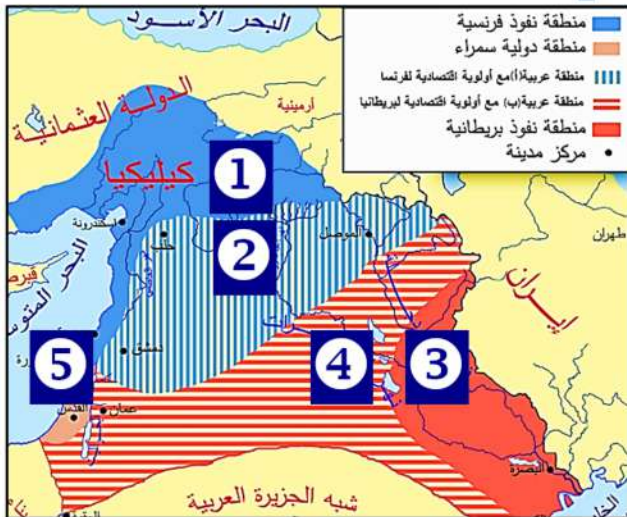 البحر الأسود
منطقة نفوذ فرنسية
منطقة دولية سمراء
منطقة عربية(أ) مع أولوية اقتصادية لفرنسا
منطقة عربية(ب) مع أولوية اقتصادية لبريطانيا
منطقة نفوذ بريطانية
مركز مدينة
الدولة العثمانية
أرمينية
كيليكيا
1
اسكندرونة
حلب
2
الموصل
طهران
قبرص
البحر المتوسط
إيران
دمشق
5
4
3
عمان
القدس
البصرة
شبه الجزيرة العربية